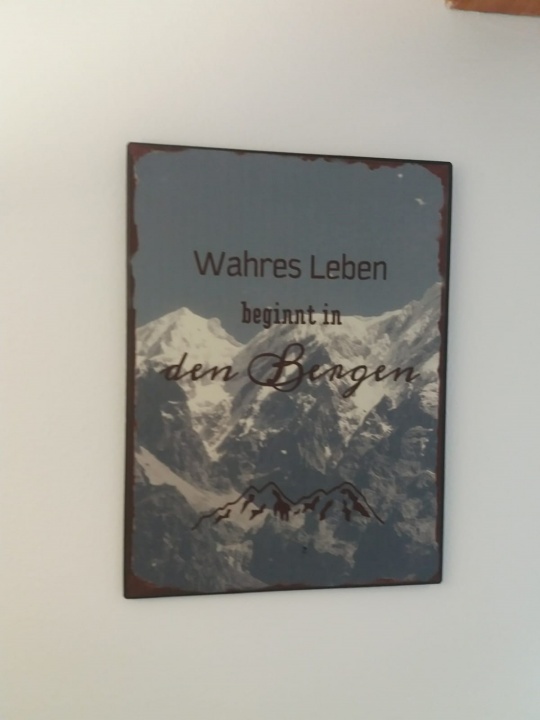 Wahres Leben
beginnt in
den Bergen